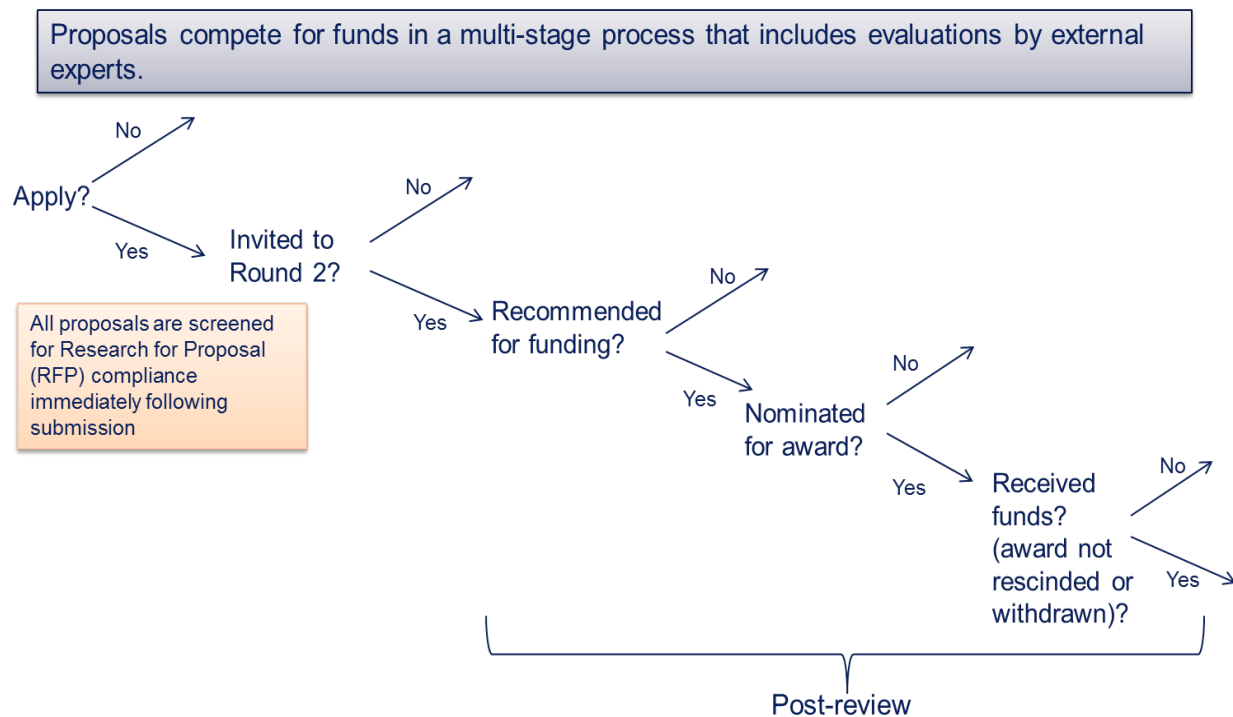 Proposals compete for funds in a multi-stage process that includes evaluations by external
experts.
No
Apply?
Yes
No
Invited to
Round 2?
Yes
All proposals are screened
for Research for Proposal
(RFP) compliance
immediately following
submission
No
Recommended
for funding?
Yes
No
Nominated
for award?
Yes
No
Received
funds?
(award not
rescinded or
withdrawn)?
Yes
Post-review